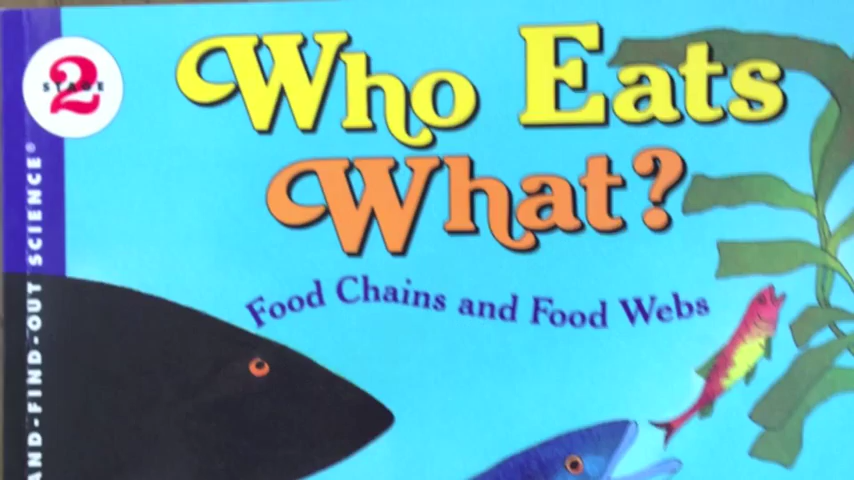 Who Eats
What?
Food Chains and Food Webs
STAGE
2
AND-FIND-OUT SCIENCE®